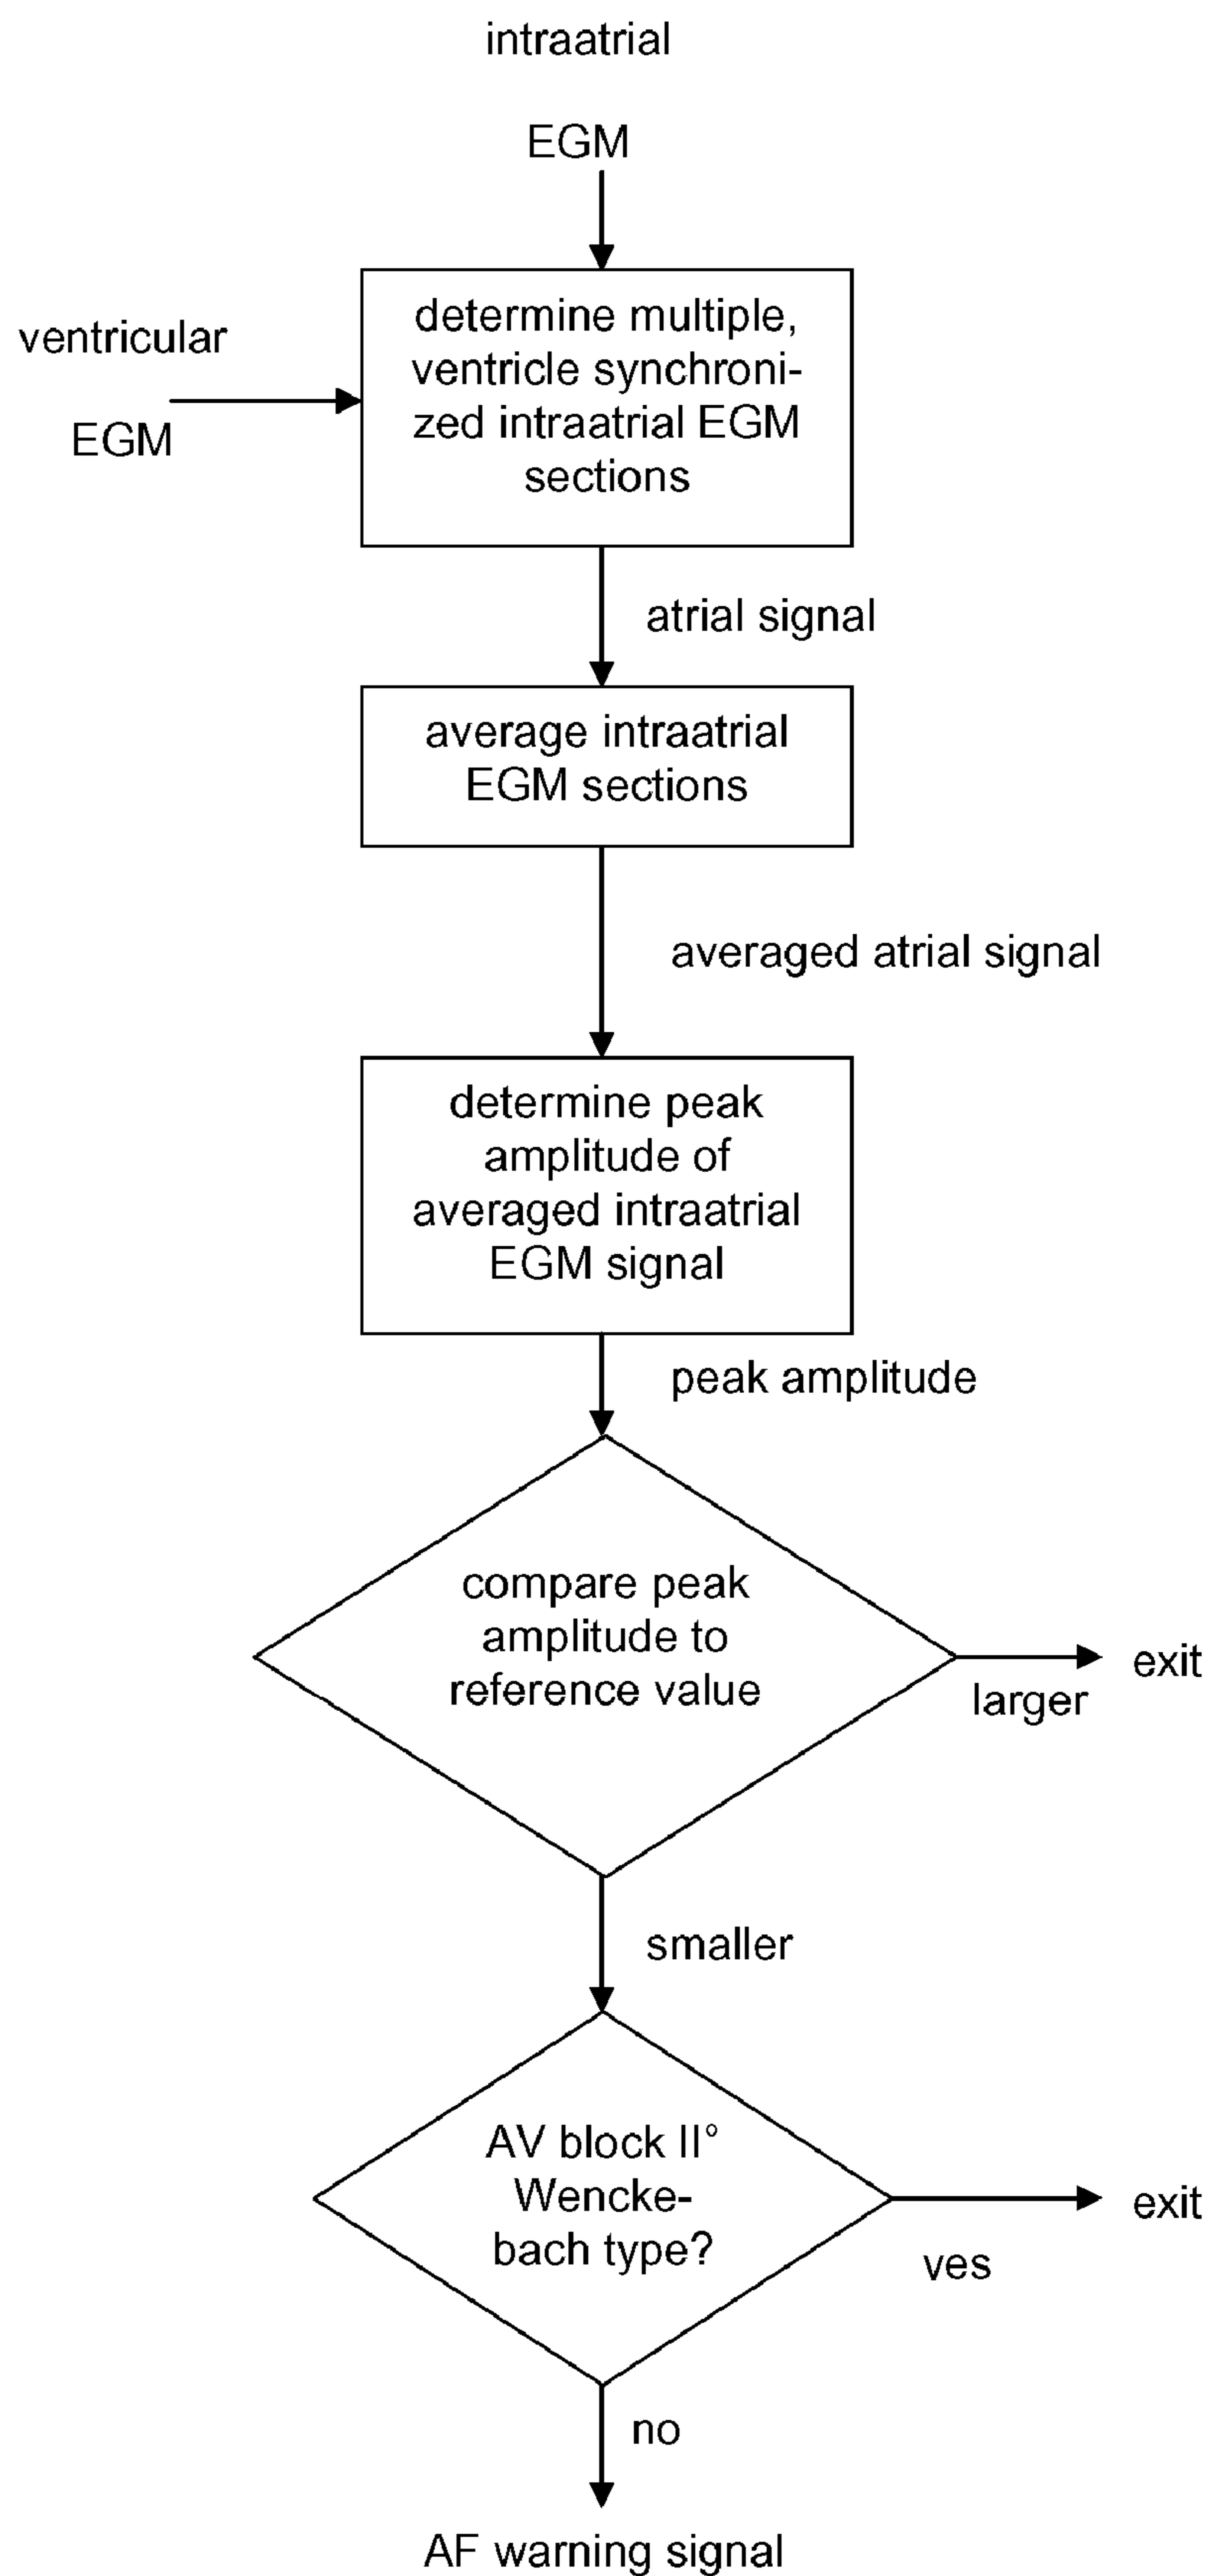 intraatrial
EGM
ventricular
EGM
determine multiple,
ventricle synchroni-
zed intraatrial EGM
sections
atrial signal
average intraatrial
EGM sections
averaged atrial signal
determine peak
amplitude of
averaged intraatrial
EGM signal
peak amplitude
compare peak
amplitude to
reference value
exit
larger
smaller
AV block II°
Wencke-
bach type?
exit
yes
no
AF warning signal